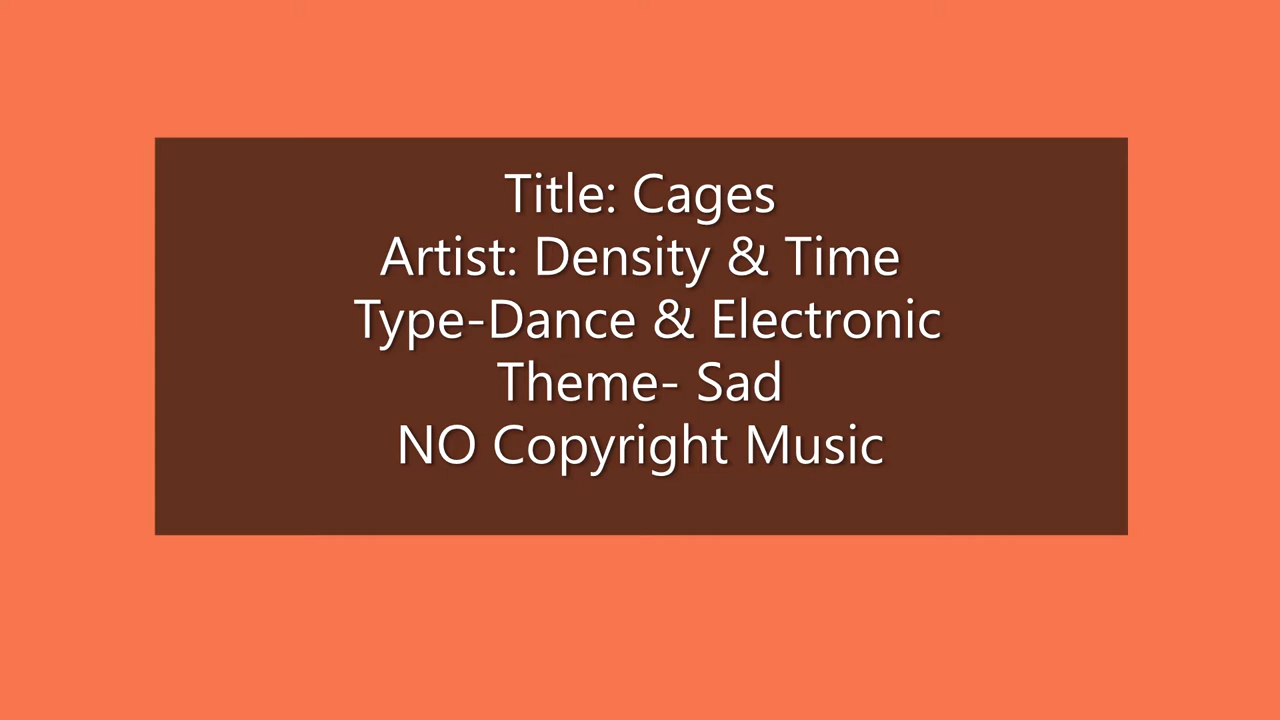 Title: Cages
Artist: Density & Time
Type-Dance & Electronic
Theme- Sad
NO Copyright Music